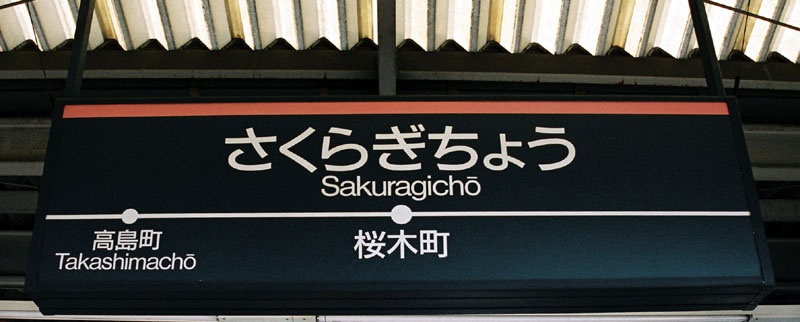 さくらぎちょう
Sakuragichō
高島町
Takashimachō
桜木町